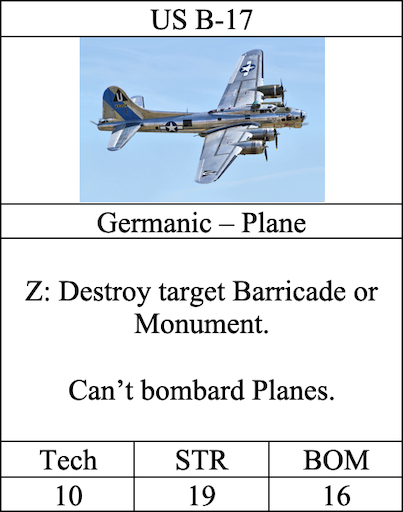 US B-17
Germanic – Plane
Z: Destroy target Barricade or
Monument.
Can’t bombard Planes.
Tech STR BOM
10 19 16